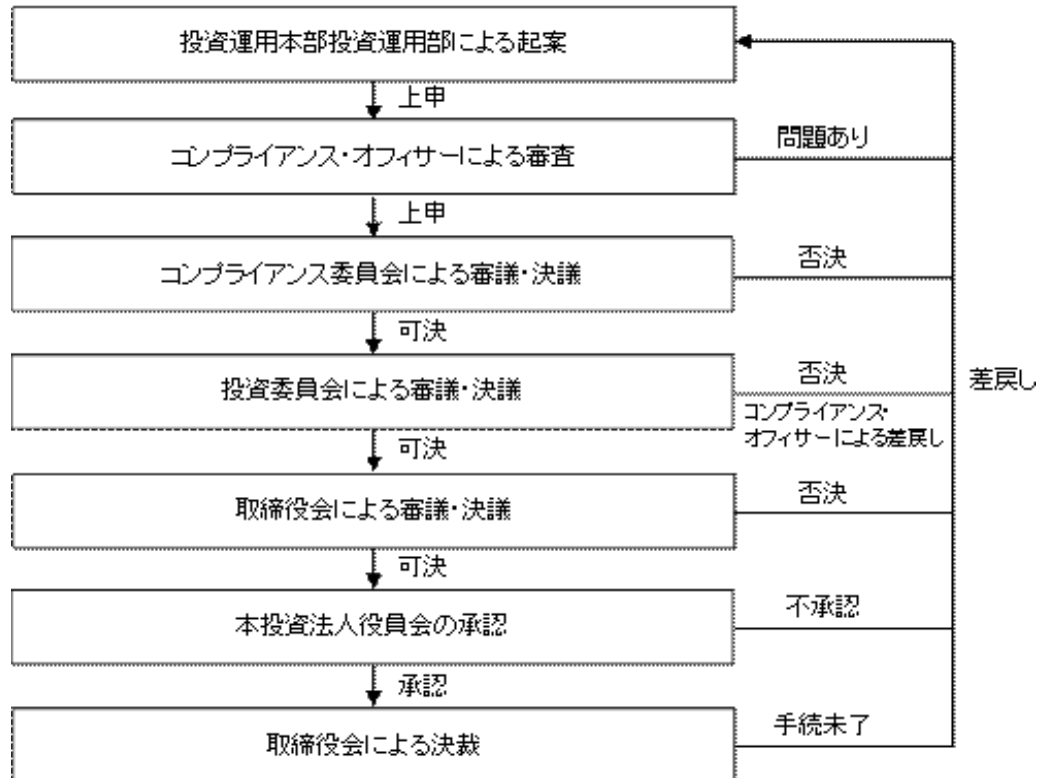 投資運用本部投資運用部による起案
上申
問題あり
コンプライアンス・オフィサーによる審査
上申
否決
コンプライアンス委員会による審議・決議
可決
否決
差戻し
投資委員会による審議・決議
コンプライアンス・
オフィサーによる差戻し
可決
否決
取締役会による審議・決議
可決
不承認
本投資法人役員会の承認
承認
手続未了
取締役会による決裁